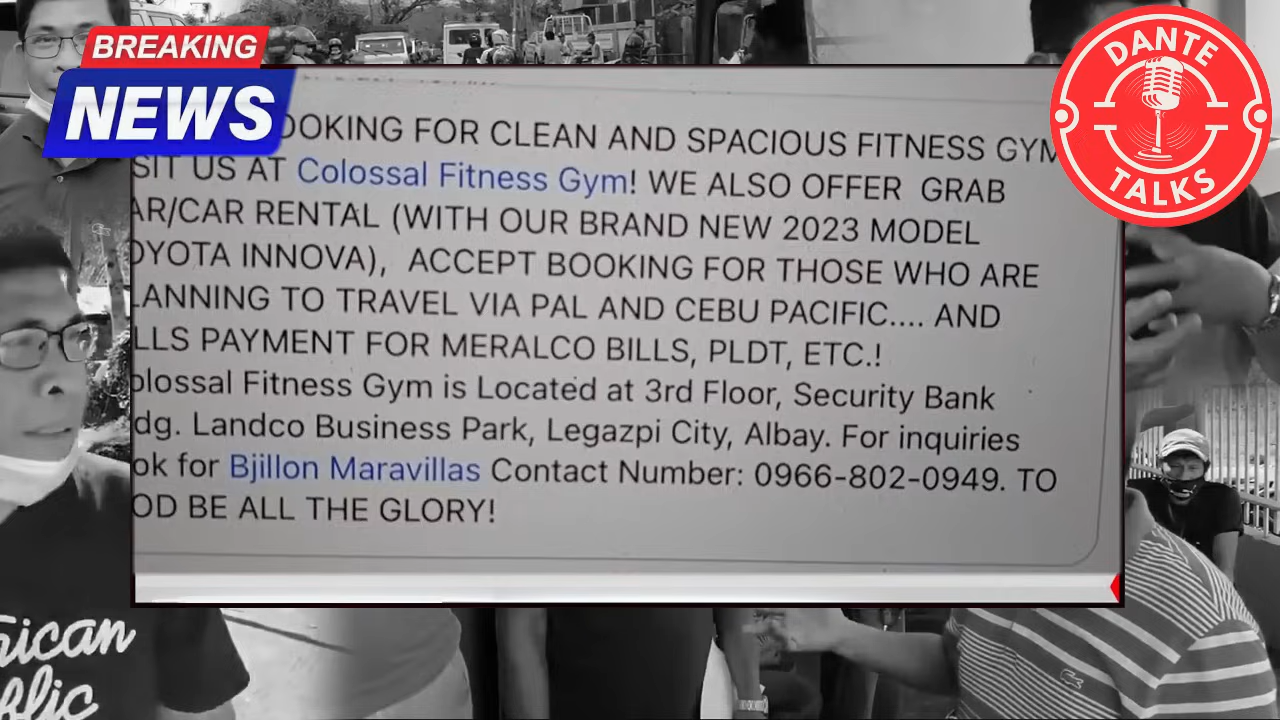 BREAKING
NEWS
DANTE
TALKS
OOKING FOR CLEAN AND SPACIOUS FITNESS GYM
SIT US AT Colossal Fitness Gym! WE ALSO OFFER GRAB
AR/CAR RENTAL (WITH OUR BRAND NEW 2023 MODEL
OYOTA INNOVA), ACCEPT BOOKING FOR THOSE WHO ARE
LANNING TO TRAVEL VIA PAL AND CEBU PACIFIC.... AND
LLS PAYMENT FOR MERALCO BILLS, PLDT, ETC.!
olossal Fitness Gym is Located at 3rd Floor, Security Bank
dg. Landco Business Park, Legazpi City, Albay. For inquiries
ok for Bjillon Maravillas Contact Number: 0966-802-0949. TO
OD BE ALL THE GLORY!
rican
blic